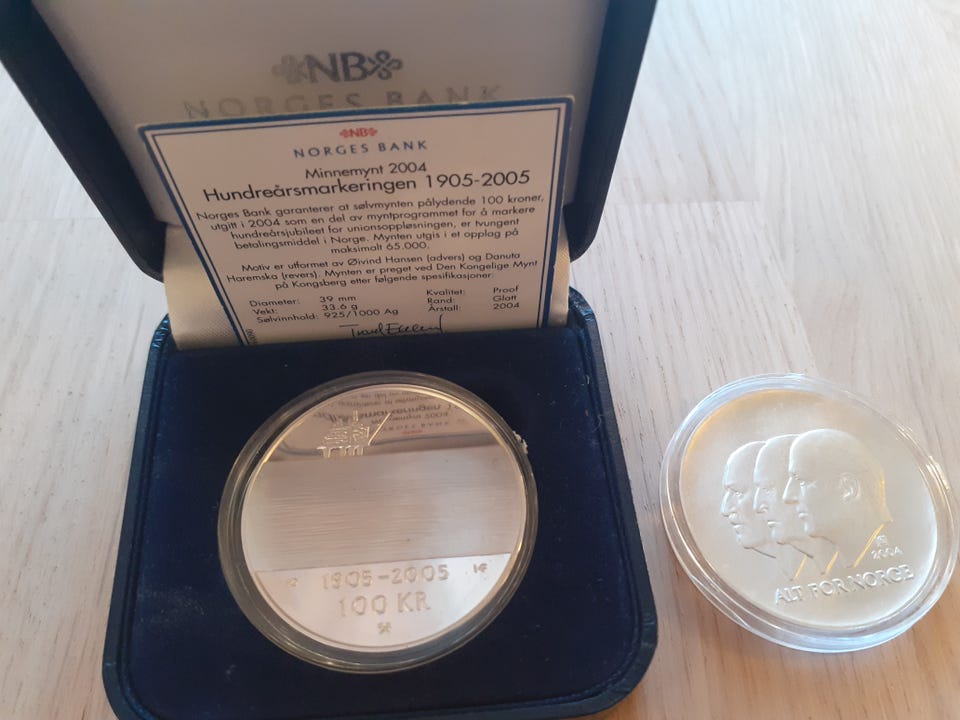 NB
NORGES BANK
NB
NORGES BANK
Minnemynt 2004
Hundreårsmarkeringen 1905-2005
Norges Bank garanterer at sølvmynten pålydende 100 kroner,
utgitt i 2004 som en del av myntprogrammet for å markere
hundreårsjubileet for unionsoppløsningen, er tvungent
betalingsmiddel i Norge. Mynten utgis i et opplag på
maksimalt 65.000.
Motiv er utformet av Øivind Hansen (advers) og Danuta
Haremska (revers). Mynten er preget ved Den Kongelige Mynt
på Kongsberg etter følgende spesifikasjoner:
Diameter: 39 mm Kvalitet: Proof
Vekt: 33.6 g Rand: Glatt
Sølvinnhold: 925/1000 Ag Årstall: 2004
1905-2005
100 KR
2004
ALT FOR NORGE